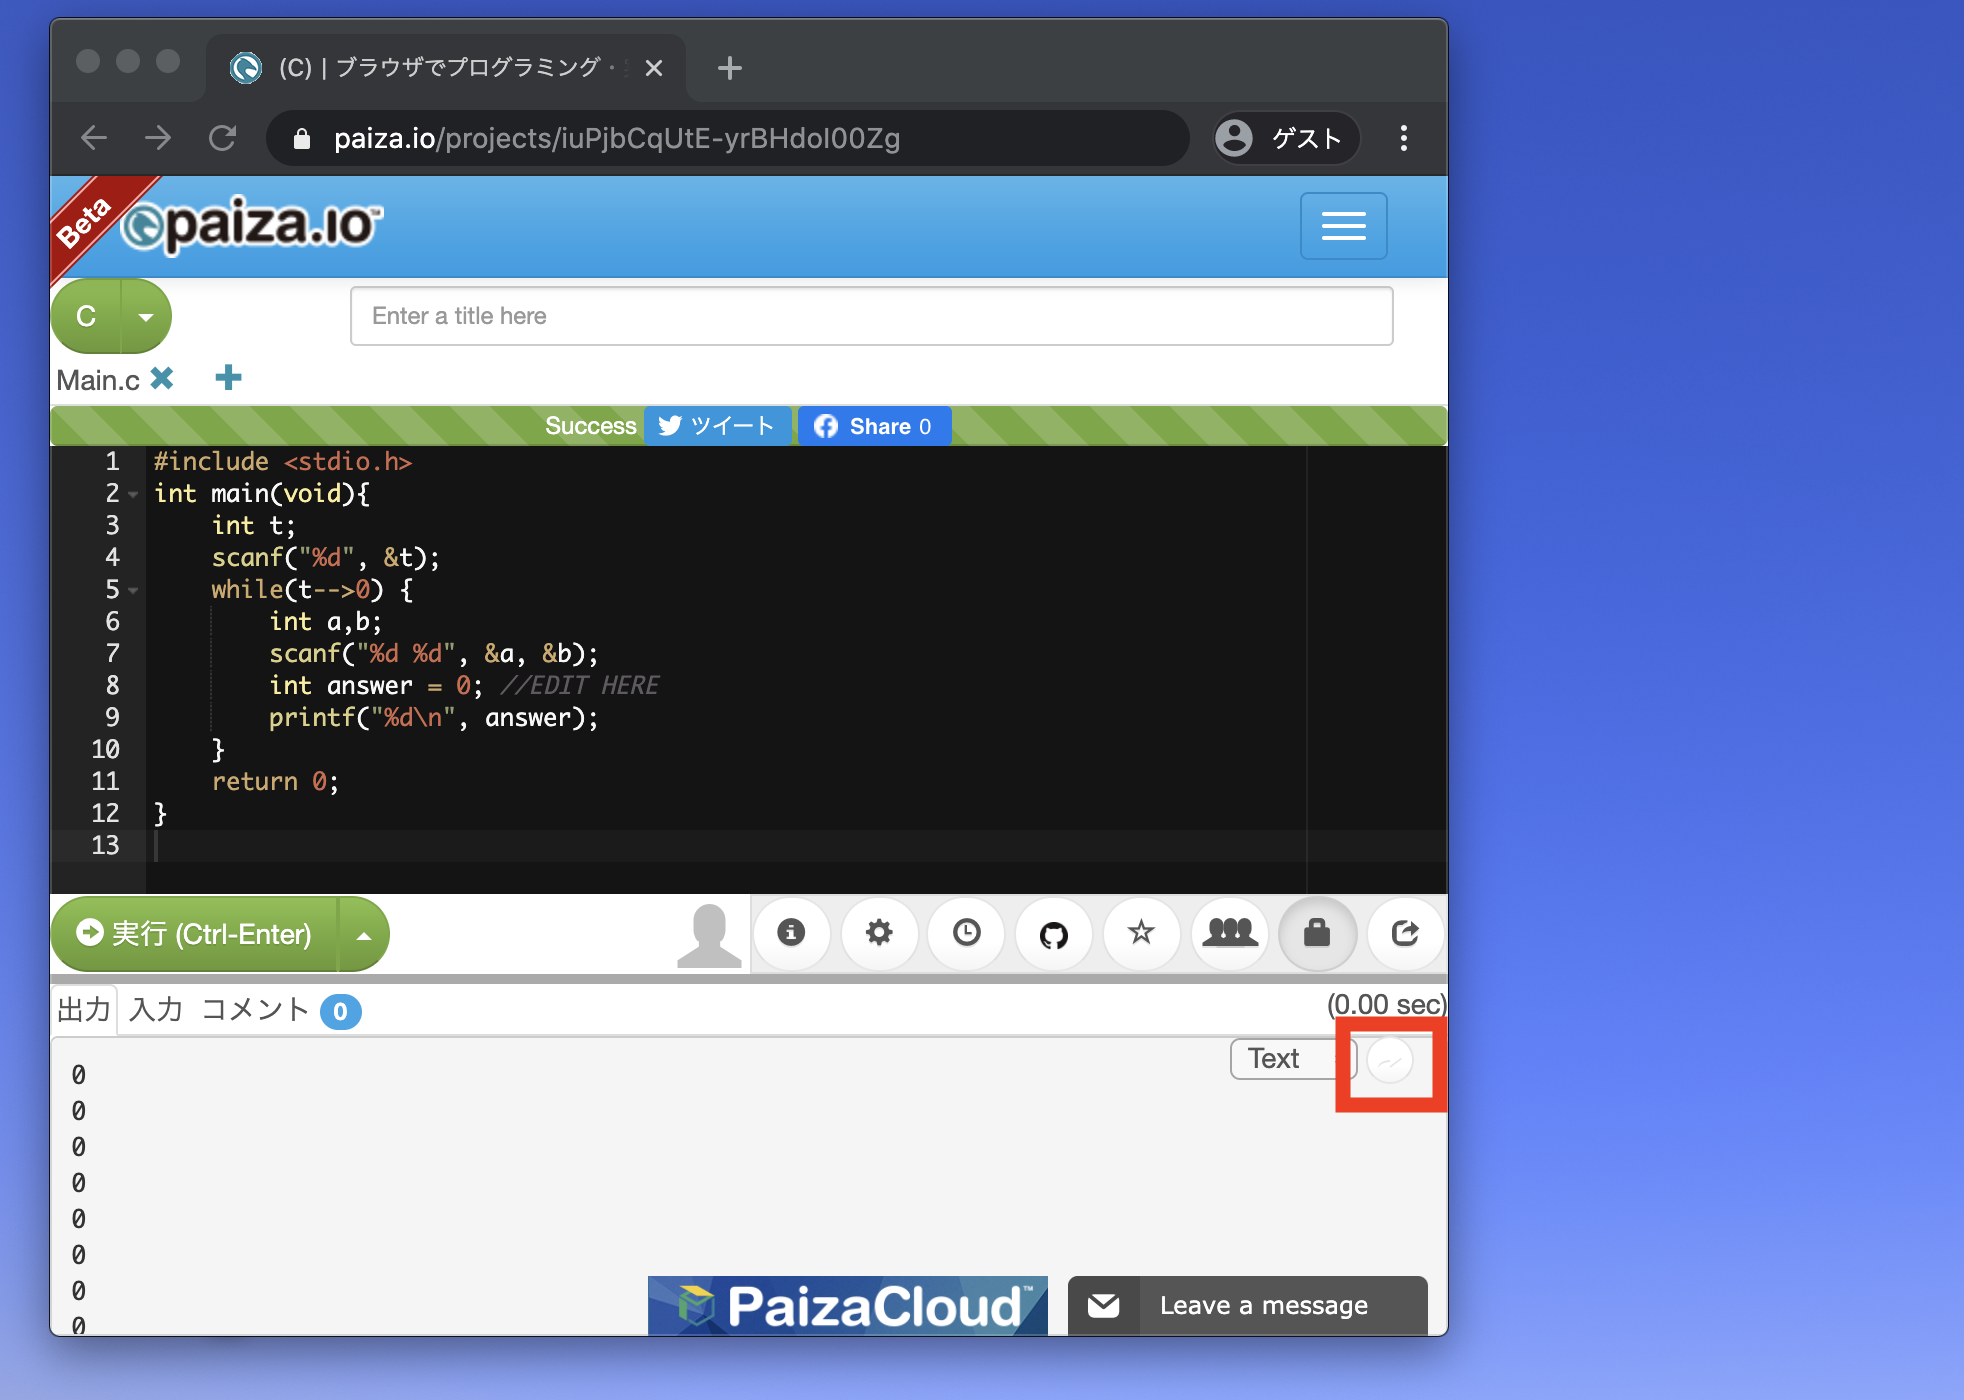 (C) | ブラウザでプログラミング・
paiza.io/projects/iuPjbCqUtE-yrBHdoI00Zg
ゲスト
Beta
paiza.IO™
C
Enter a title here
Main.c
Success
ツイート
Share 0
1 #include <stdio.h>
2 int main(void){
3     int t;
4     scanf("%d", &t);
5     while(t-->0) {
6         int a,b;
7         scanf("%d %d", &a, &b);
8         int answer = 0; //EDIT HERE
9         printf("%d\n", answer);
10     }
11     return 0;
12 }
13
実行 (Ctrl-Enter)
出力 入力 コメント 0
(0.00 sec)
Text
0
0
0
0
0
0
0
0
PaizaCloud™
Leave a message